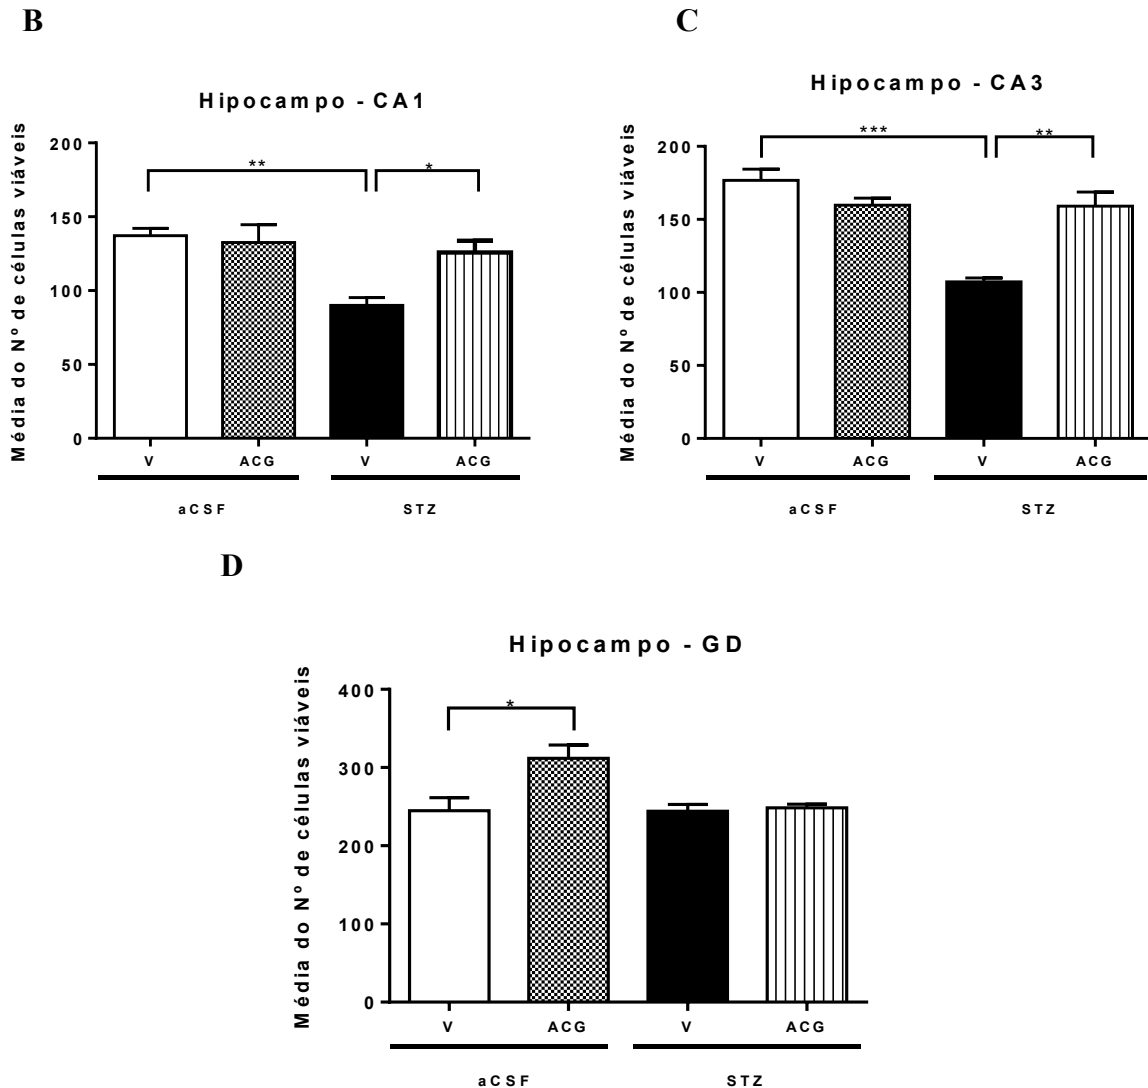 B
Hipocampo - CA1
Média do Nº de células viáveis
200
150
100
50
0
**
*
V
ACG
V
ACG
aCSF
STZ
C
Hipocampo - CA3
Média do Nº de células viáveis
200
150
100
50
0
***
**
V
ACG
V
ACG
aCSF
STZ
D
Hipocampo - GD
Média do Nº de células viáveis
400
300
200
100
0
*
V
ACG
V
ACG
aCSF
STZ